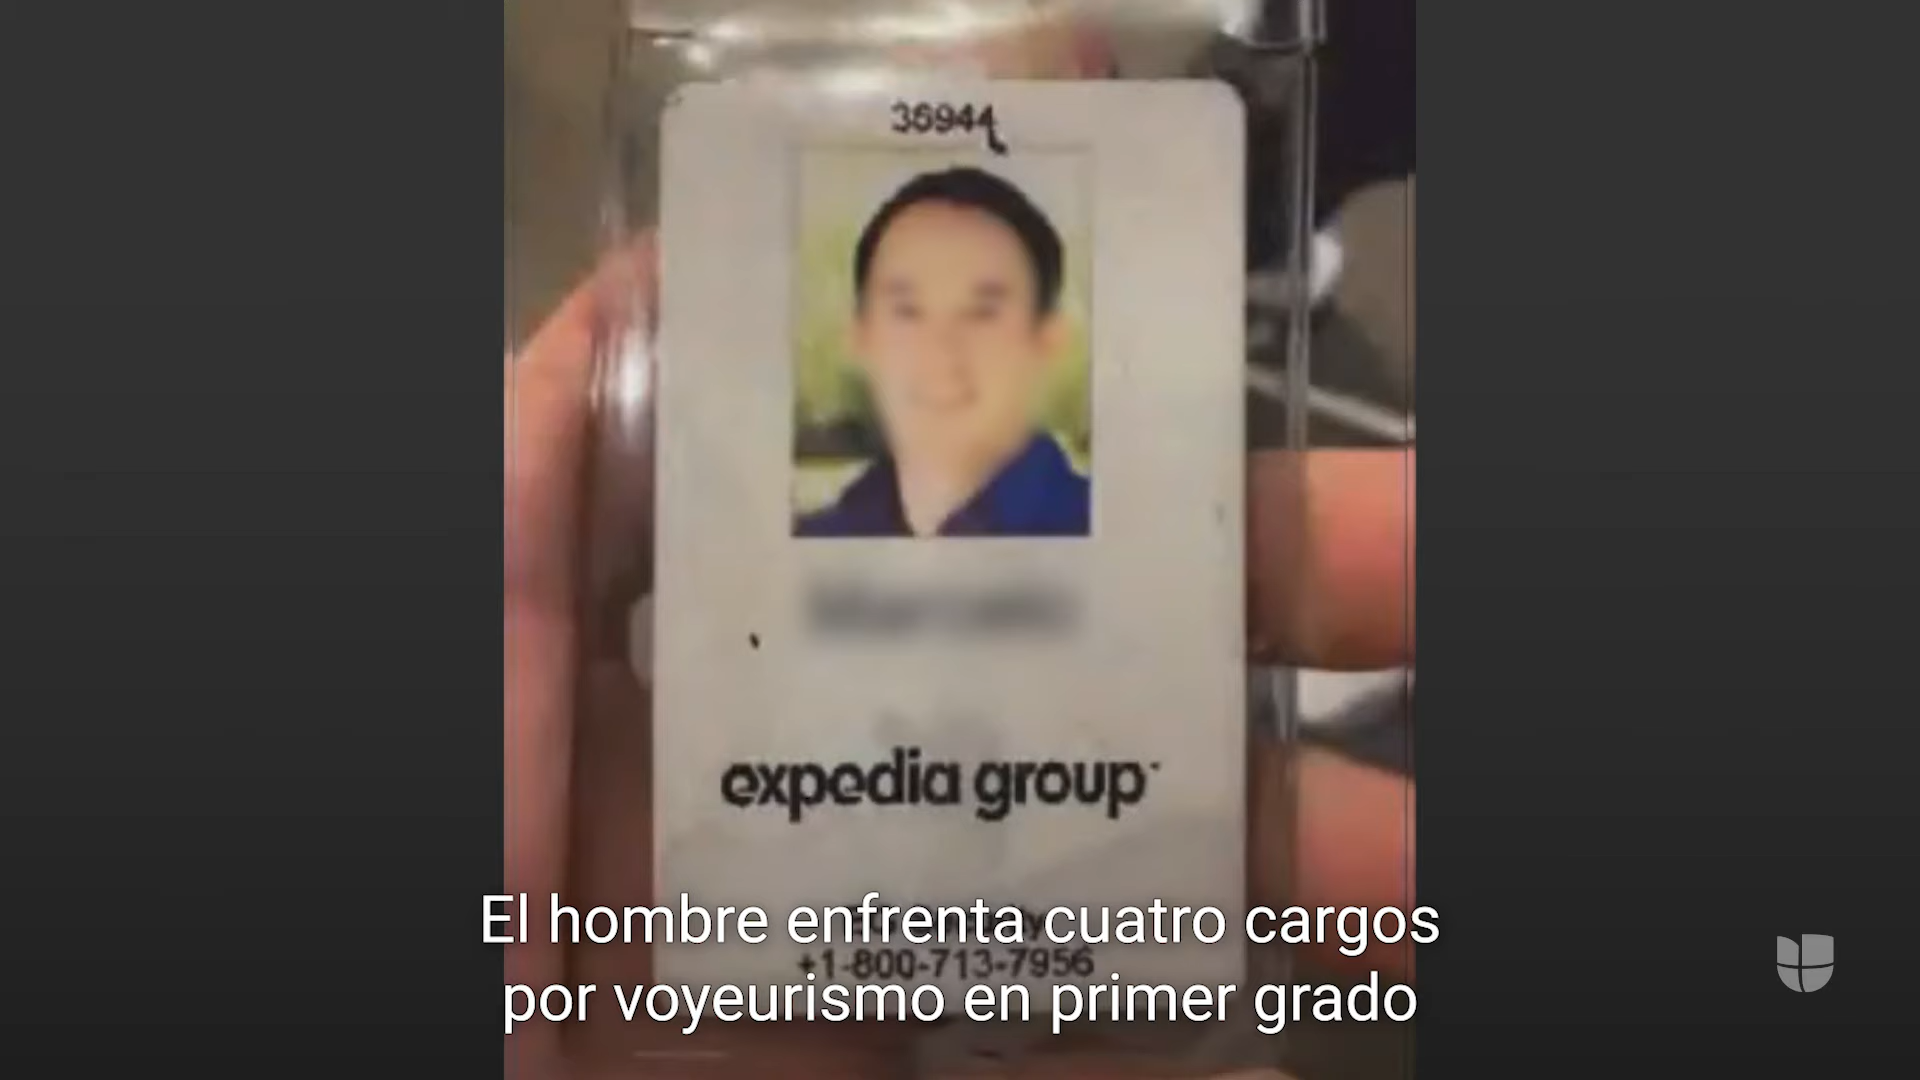 36944
expedia group
El hombre enfrenta cuatro cargos
+1-800-713-7956
por voyeurismo en primer grado